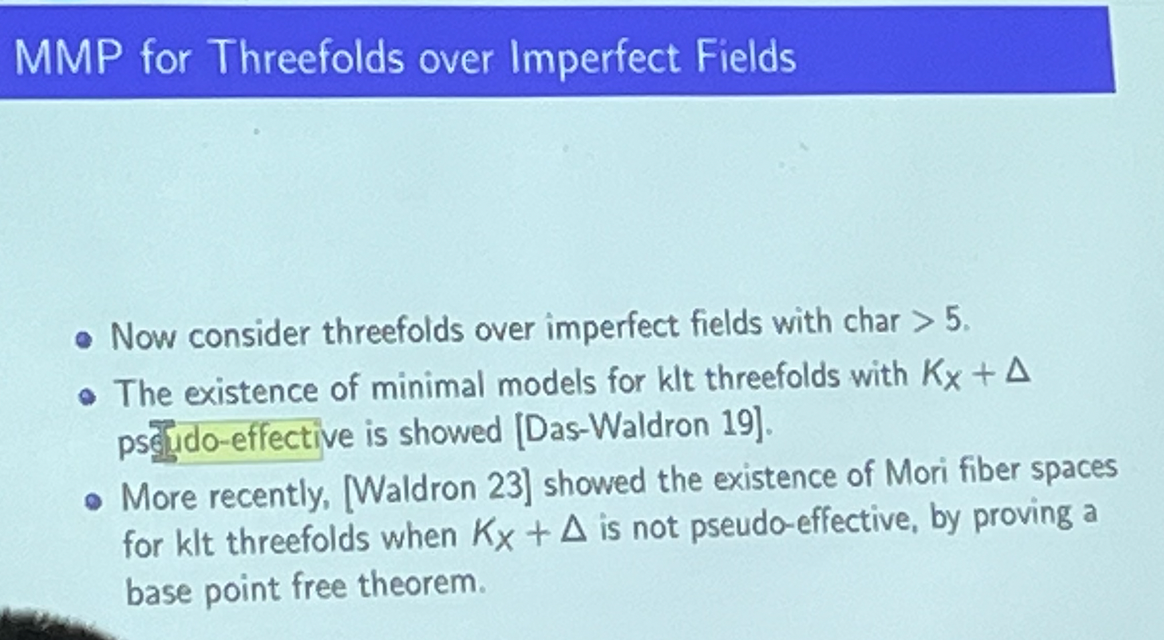 MMP for Threefolds over Imperfect Fields
Now consider threefolds over imperfect fields with char > 5.
The existence of minimal models for klt threefolds with K_X + Δ
pseudo-effective is showed [Das-Waldron 19].
More recently, [Waldron 23] showed the existence of Mori fiber spaces
for klt threefolds when K_X + Δ is not pseudo-effective, by proving a
base point free theorem.